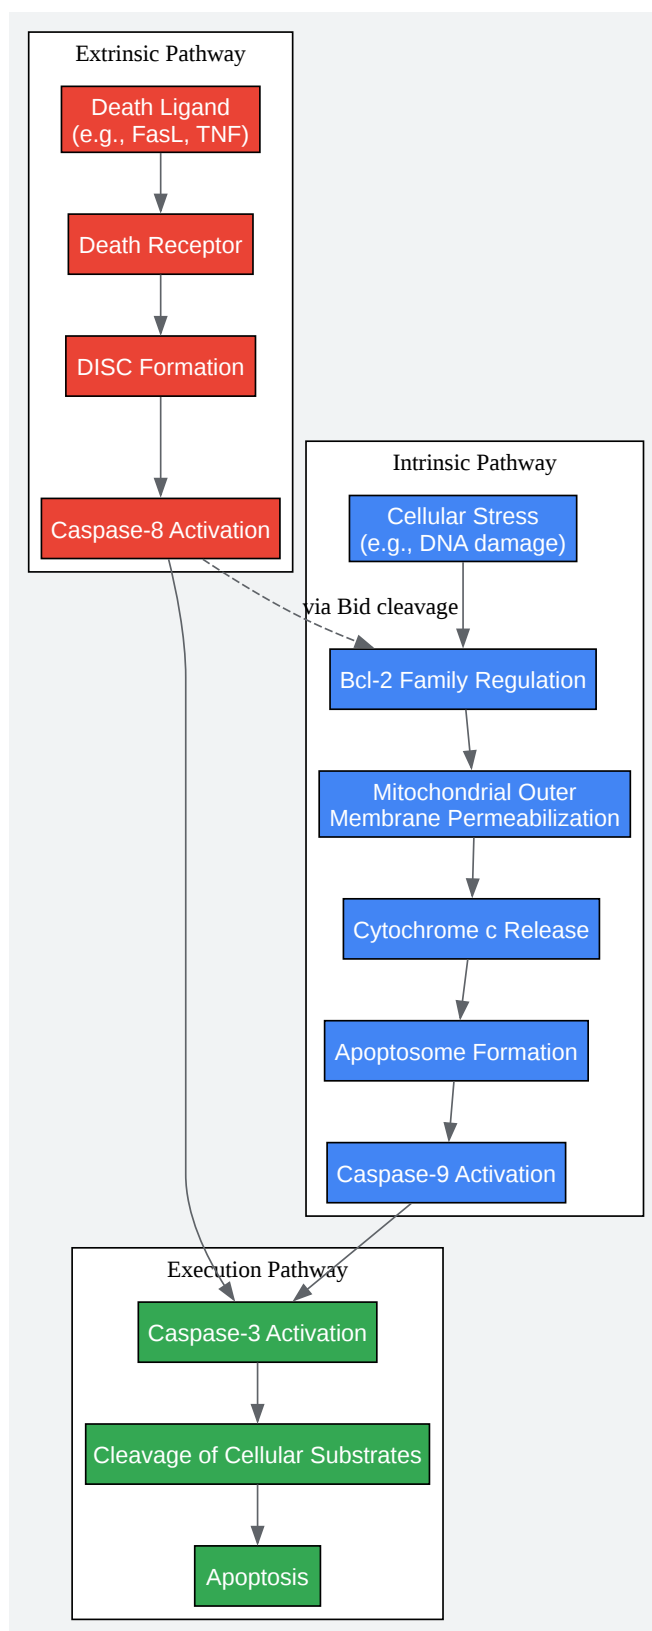 Extrinsic Pathway
Death Ligand
(e.g., FasL, TNF)
Death Receptor
DISC Formation
Caspase-8 Activation
via Bid cleavage
Intrinsic Pathway
Cellular Stress
(e.g., DNA damage)
Bcl-2 Family Regulation
Mitochondrial Outer
Membrane Permeabilization
Cytochrome c Release
Apoptosome Formation
Caspase-9 Activation
Execution Pathway
Caspase-3 Activation
Cleavage of Cellular Substrates
Apoptosis